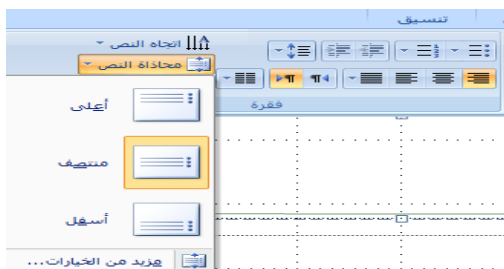 تنسيق
اتجاه النص
محاذاة النص
فقرة
أعلى
منتصف
أسفل
مزيد من الخيارات...